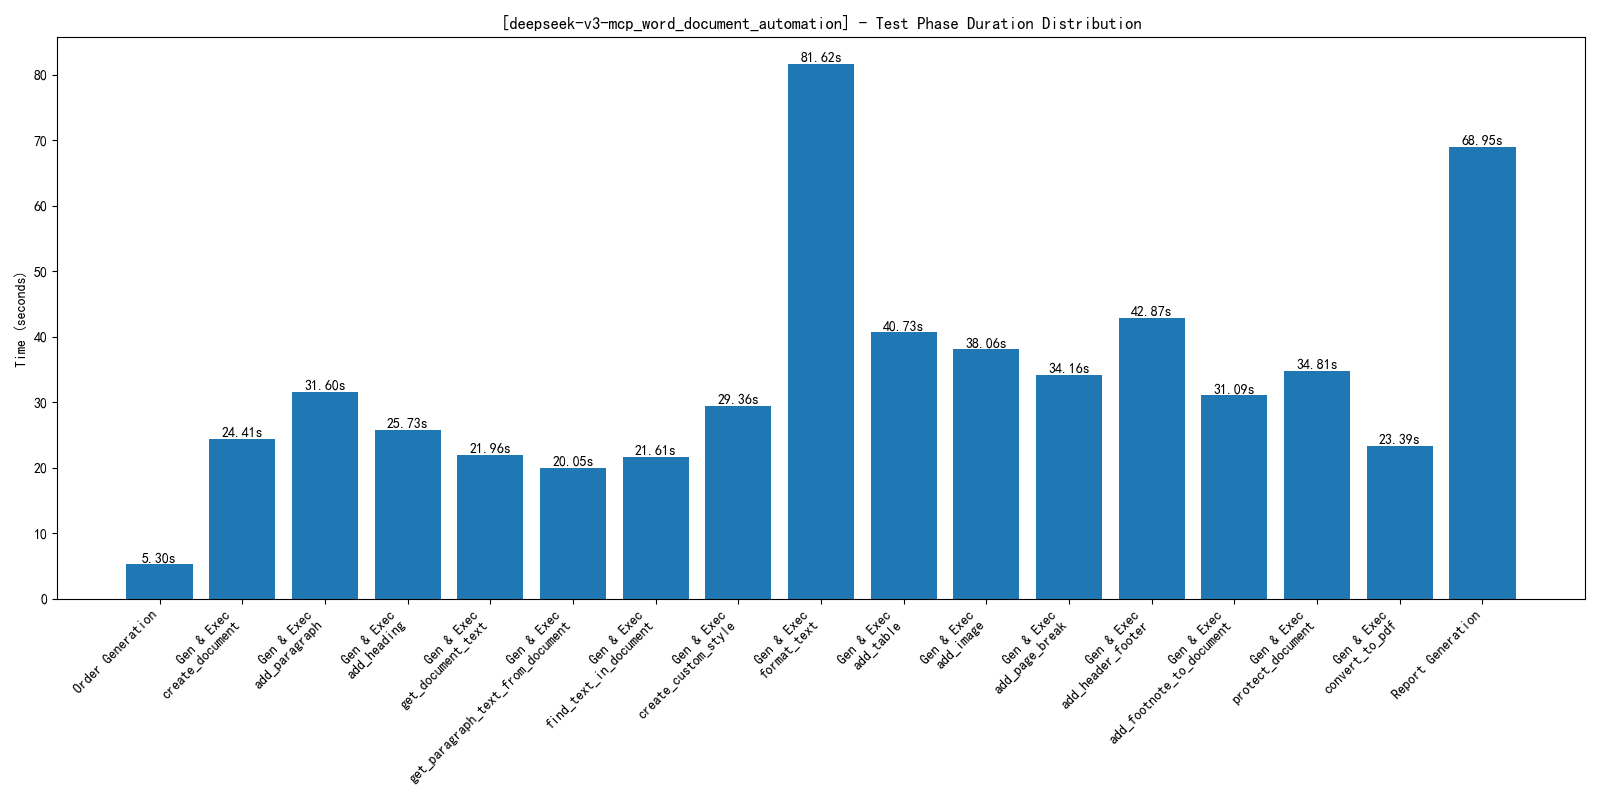 [deepseek-v3-mcp_word_document_automation] - Test Phase Duration Distribution
Time (seconds)
80
70
60
50
40
30
20
10
0
5.30s
24.41s
31.60s
25.73s
21.96s
20.05s
21.61s
29.36s
81.62s
40.73s
38.06s
34.16s
42.87s
31.09s
34.81s
23.39s
68.95s
Order Generation
Gen & Exec
create_document
Gen & Exec
add_paragraph
Gen & Exec
add_heading
Gen & Exec
get_document_text
Gen & Exec
get_paragraph_text_from_document
Gen & Exec
find_text_in_document
Gen & Exec
create_custom_style
Gen & Exec
format_text
Gen & Exec
add_table
Gen & Exec
add_image
Gen & Exec
add_page_break
Gen & Exec
add_header_footer
Gen & Exec
add_footnote_to_document
Gen & Exec
protect_document
Gen & Exec
convert_to_pdf
Report Generation